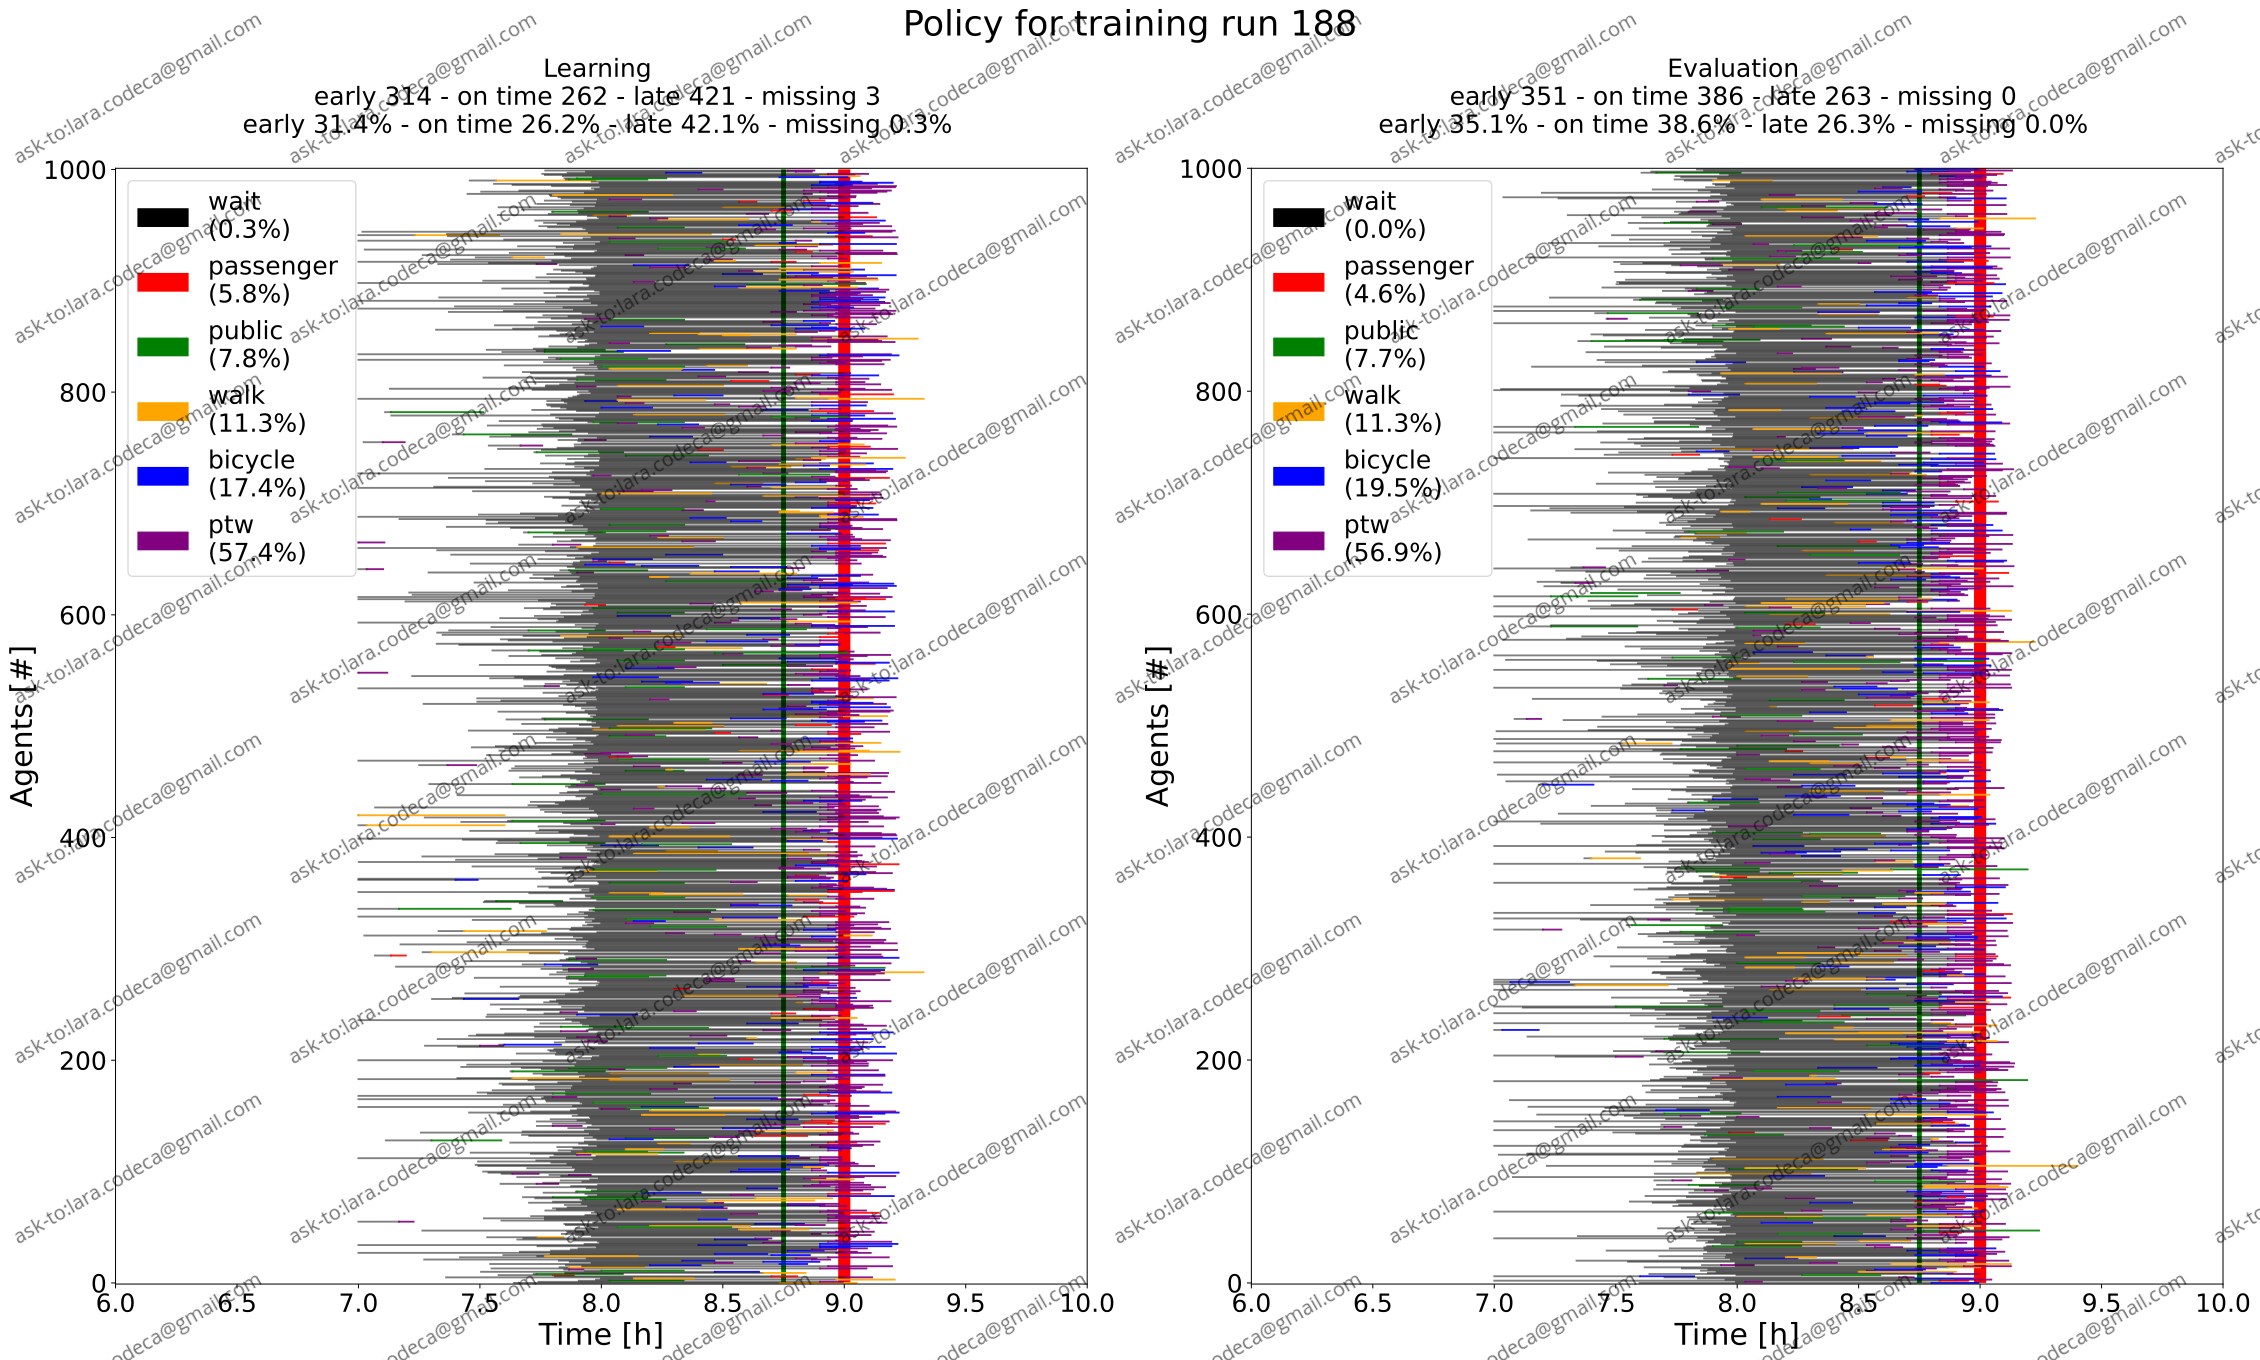 Policy for training run 188
Learning
early 314 - on time 262 - late 421 - missing 3
early 31.4% - on time 26.2% - late 42.1% - missing 0.3%
1000
800
600
400
200
0
Agents [#]
wait
(0.3%)
passenger
(5.8%)
public
(7.8%)
walk
(11.3%)
bicycle
(17.4%)
ptw
(57.4%)
6.0 6.5 7.0 7.5 8.0 8.5 9.0 9.5 10.0
Time [h]
Evaluation
early 351 - on time 386 - late 263 - missing 0
early 35.1% - on time 38.6% - late 26.3% - missing 0.0%
1000
800
600
400
200
0
Agents [#]
wait
(0.0%)
passenger
(4.6%)
public
(7.7%)
walk
(11.3%)
bicycle
(19.5%)
ptw
(56.9%)
6.0 6.5 7.0 7.5 8.0 8.5 9.0 9.5 10.0
Time [h]
ask-to:lara.codeca@gmail.com